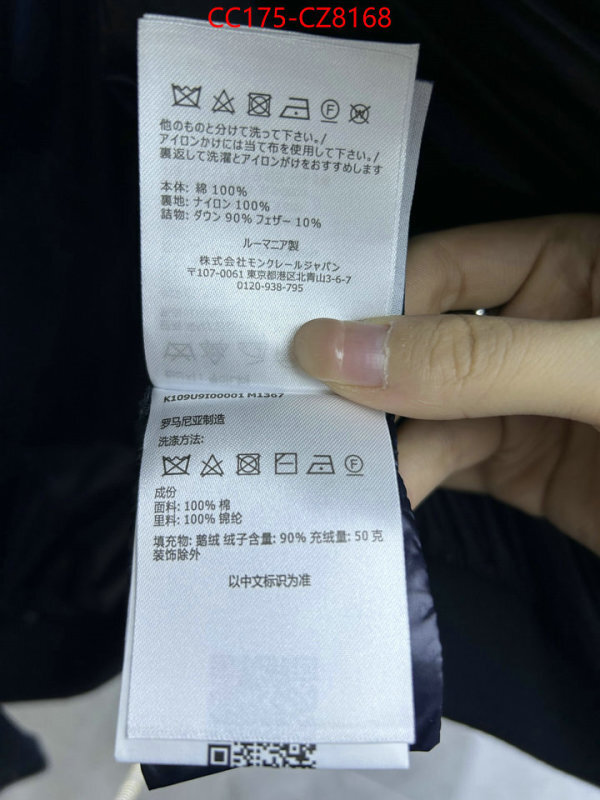 CC175-CZ8168
他のものと分けて洗って下さい。/
アイロンかけには当て布を使用して下さい。/
裏返して洗濯とアイロンがけをおすすめします
本体: 綿 100%
裏地: ナイロン 100%
詰物: ダウン 90% フェザー 10%
ルーマニア製
株式会社モンクレールジャパン
〒107-0061 東京都港区北青山3-6-7
0120-938-795
K109U9I00001 M1367
罗马尼亚制造
洗涤方法:
成份
面料: 100% 棉
里料: 100% 锦纶
填充物: 鹅绒 绒子含量: 90% 充绒量: 50 克
装饰除外
以中文标识为准